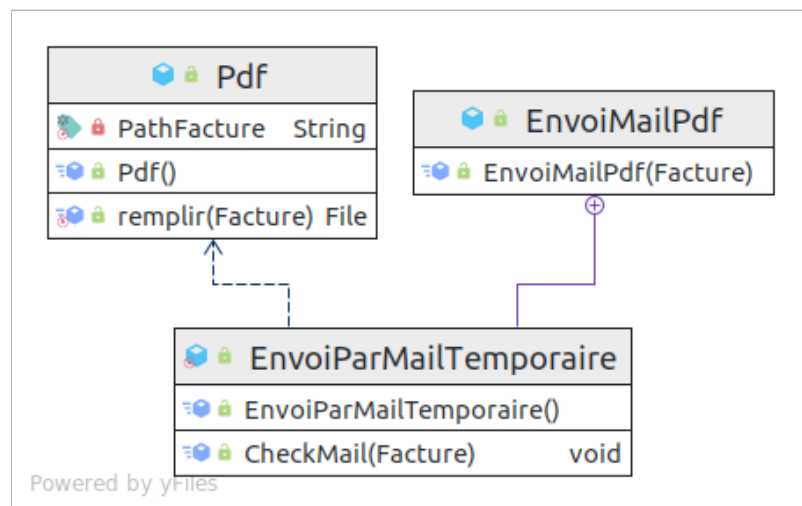 Pdf
PathFacture String
Pdf()
remplir(Facture) File
EnvoiMailPdf
EnvoiMailPdf(Facture)
EnvoiParMailTemporaire
EnvoiParMailTemporaire()
CheckMail(Facture) void
Powered by yFiles